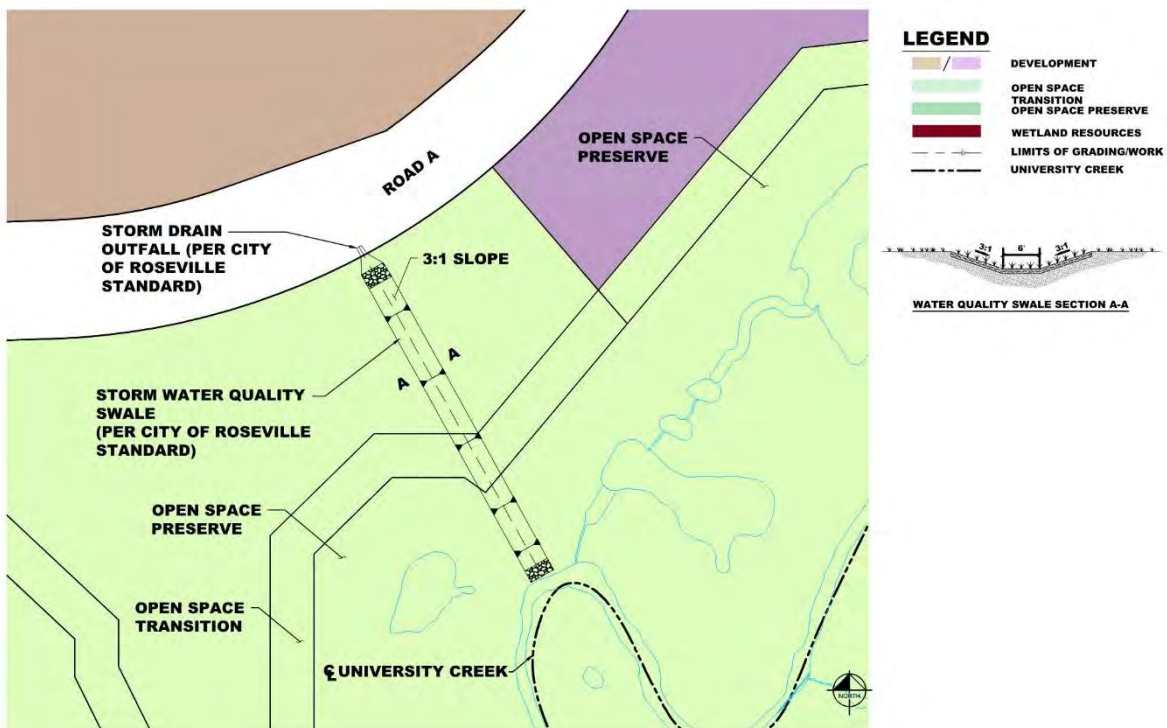 OPEN SPACE
PRESERVE
ROAD A
STORM DRAIN
OUTFALL (PER CITY
OF ROSEVILLE
STANDARD)
3:1 SLOPE
A
A
STORM WATER QUALITY
SWALE
(PER CITY OF ROSEVILLE
STANDARD)
OPEN SPACE
PRESERVE
OPEN SPACE
TRANSITION
℄ UNIVERSITY CREEK
NORTH
LEGEND
/ DEVELOPMENT
OPEN SPACE
TRANSITION
OPEN SPACE PRESERVE
WETLAND RESOURCES
LIMITS OF GRADING/WORK
UNIVERSITY CREEK
3:1 6' 3:1
WATER QUALITY SWALE SECTION A-A